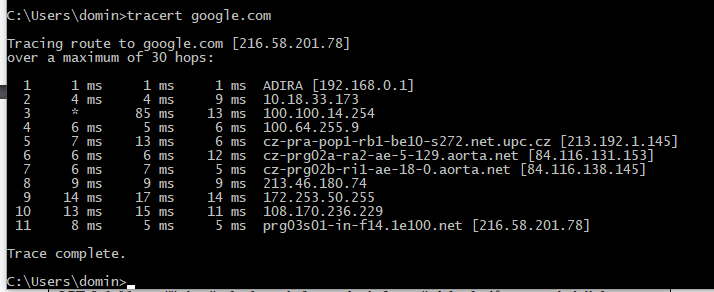 C:\Users\domin>tracert google.com
Tracing route to google.com [216.58.201.78]
over a maximum of 30 hops:
1 1 ms 1 ms 1 ms ADIRA [192.168.0.1]
2 4 ms 4 ms 9 ms 10.18.33.173
3 * 85 ms 13 ms 100.100.14.254
4 6 ms 5 ms 6 ms 100.64.255.9
5 7 ms 13 ms 6 ms cz-pra-pop1-rb1-be10-s272.net.upc.cz [213.192.1.145]
6 6 ms 6 ms 12 ms cz-prg02a-ra2-ae-5-129.aorta.net [84.116.131.153]
7 6 ms 7 ms 5 ms cz-prg02b-ri1-ae-18-0.aorta.net [84.116.138.145]
8 9 ms 9 ms 9 ms 213.46.180.74
9 14 ms 17 ms 14 ms 172.253.50.255
10 13 ms 15 ms 11 ms 108.170.236.229
11 8 ms 5 ms 5 ms prg03s01-in-f14.1e100.net [216.58.201.78]
Trace complete.
C:\Users\domin>